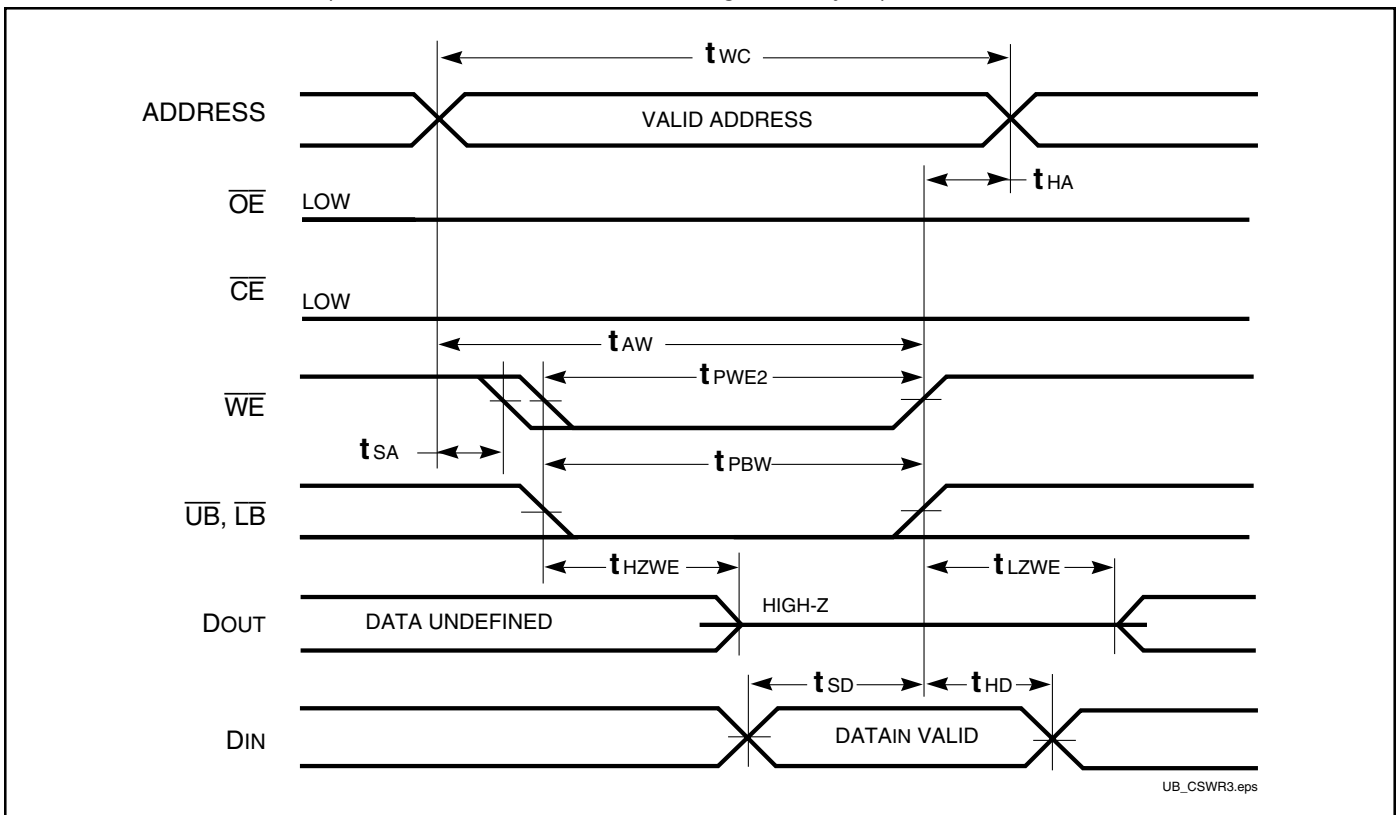 tWC
ADDRESS
VALID ADDRESS
tHA
OE
LOW
CE
LOW
tAW
tPWE2
WE
tSA
tPBW
UB, LB
tHZWE
tLZWE
HIGH-Z
DOUT
DATA UNDEFINED
tSD
tHD
DIN
DATAIN VALID
UB_CSWR3.eps